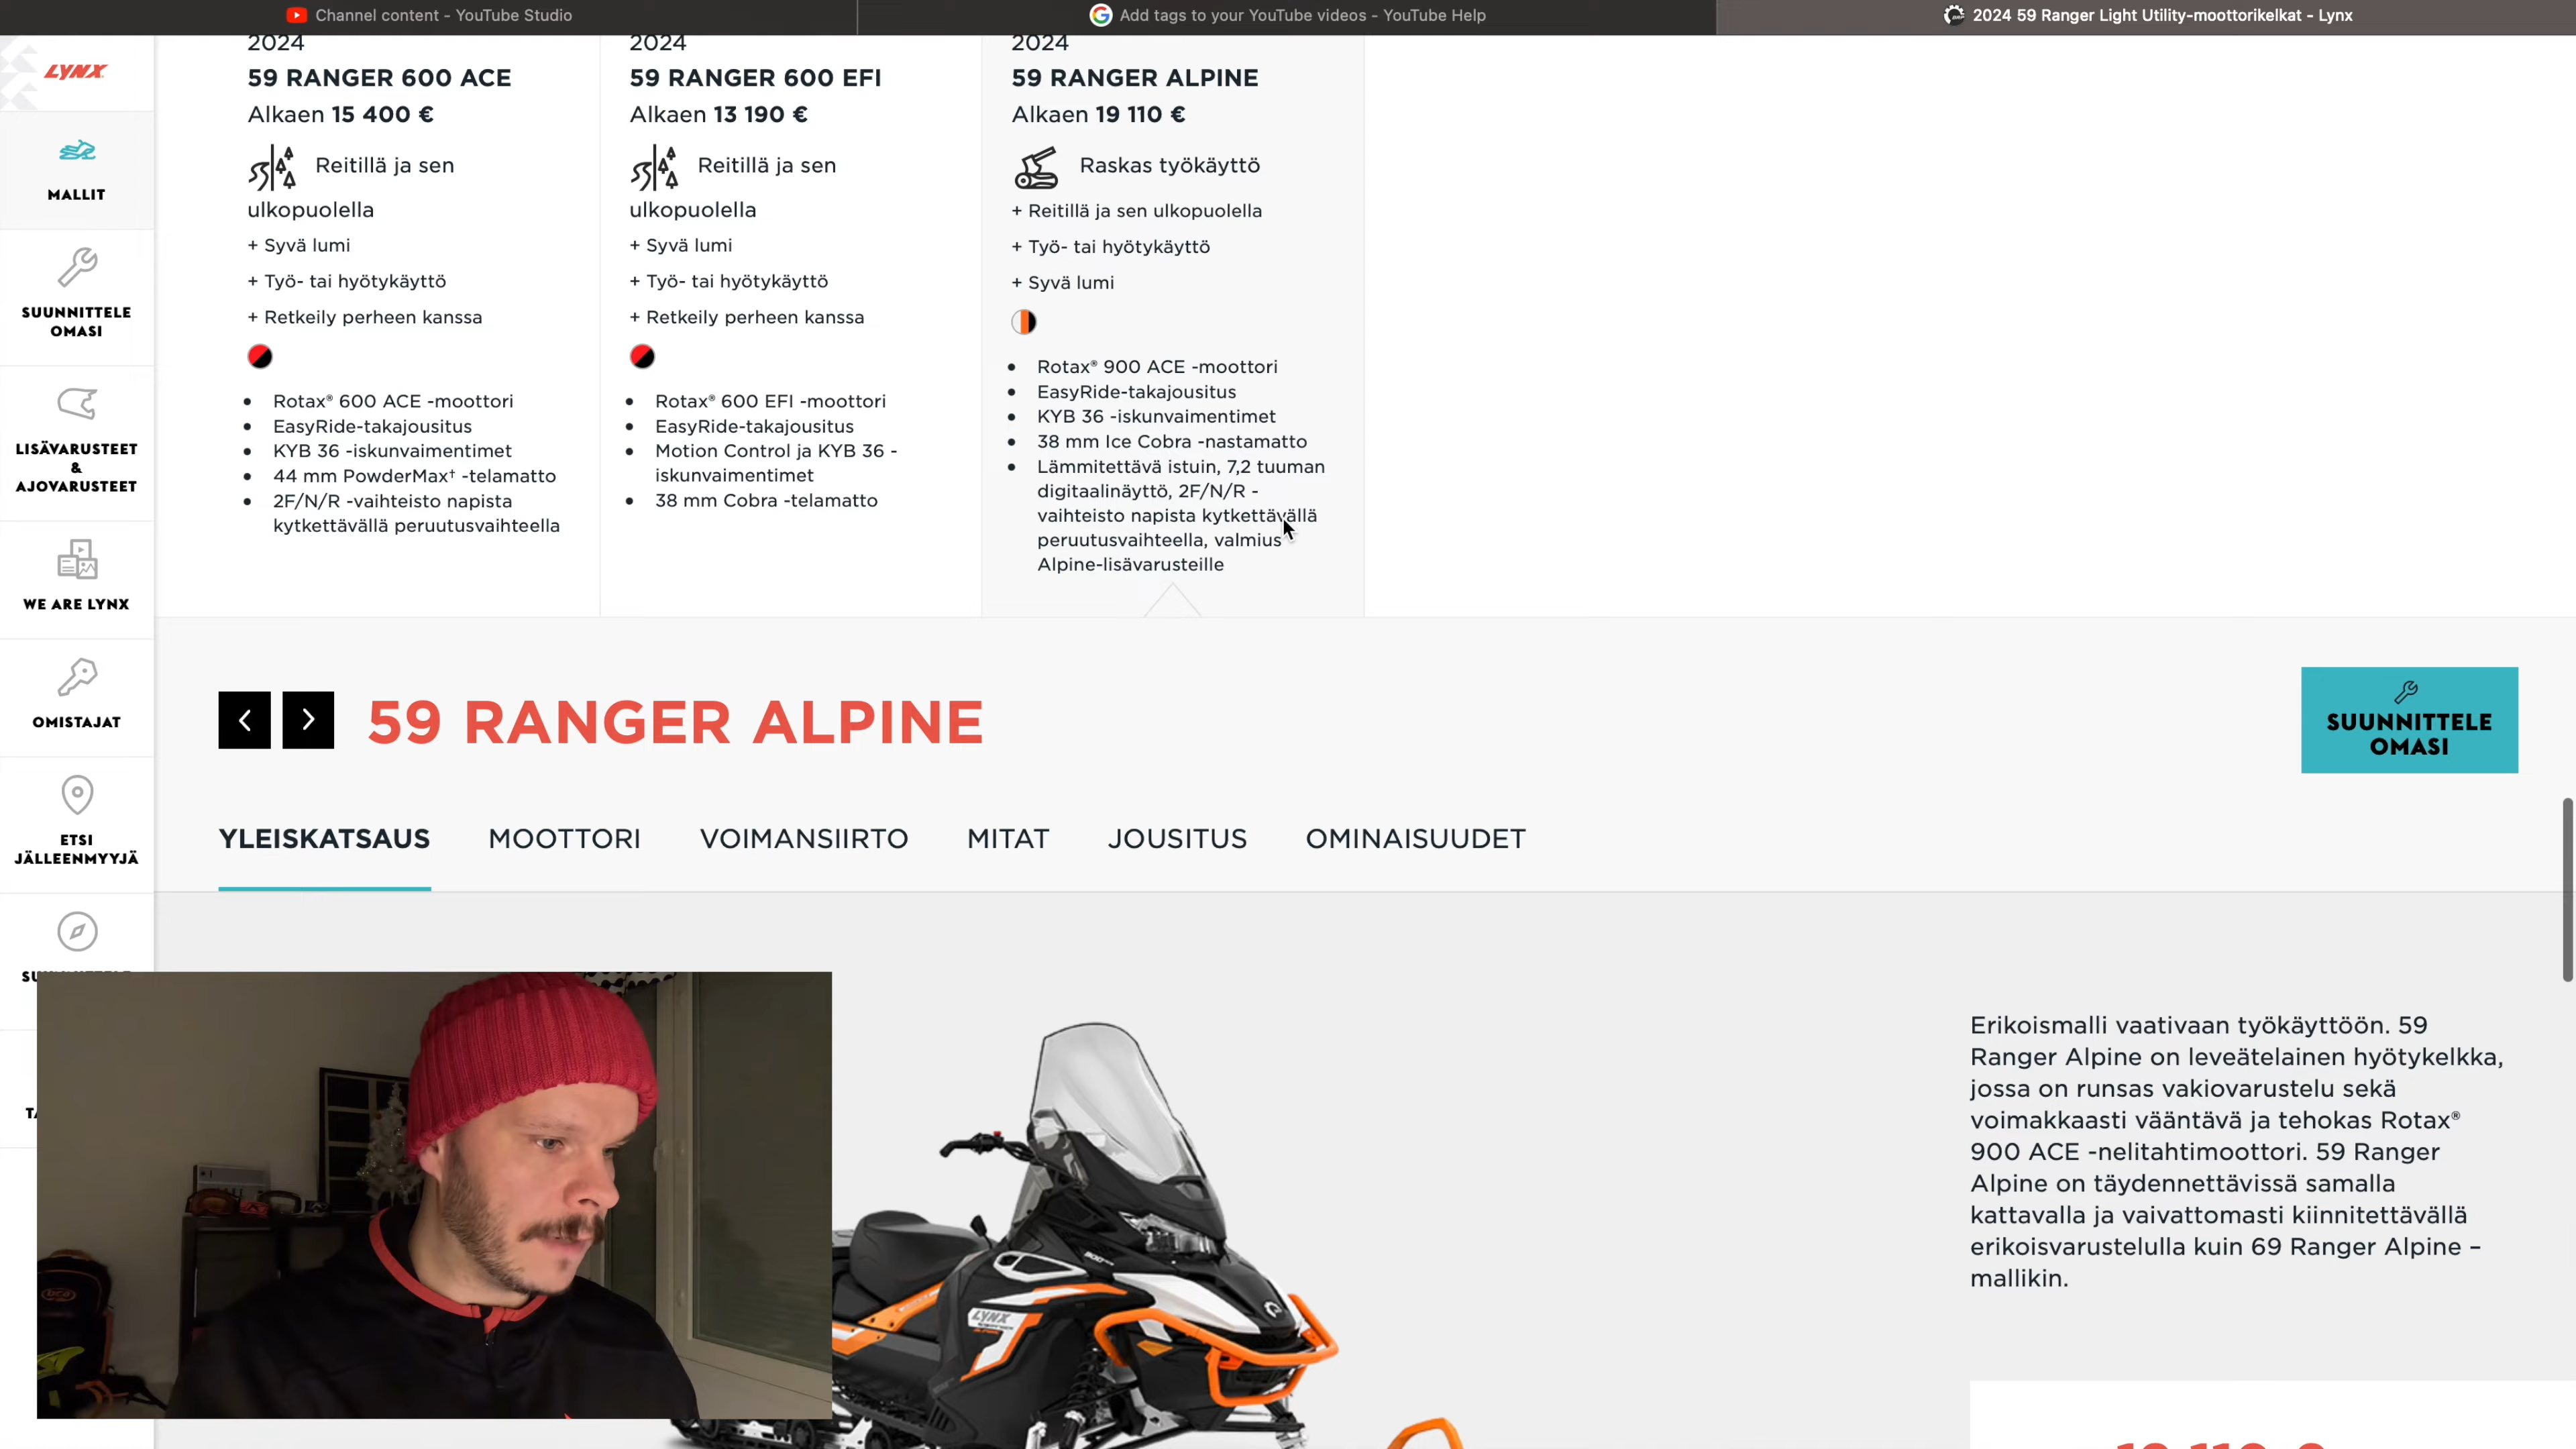 Channel content - YouTube Studio
Add tags to your YouTube videos - YouTube Help
2024 59 Ranger Light Utility-moottorikelkat - Lynx
LYNX
MALLIT
SUUNNITTELE
OMASI
LISÄVARUSTEET
&
AJOVARUSTEET
WE ARE LYNX
OMISTAJAT
ETSI
JÄLLEENMYYJÄ
2024
59 RANGER 600 ACE
Alkaen 15 400 €
Reitillä ja sen
ulkopuolella
+ Syvä lumi
+ Työ- tai hyötykäyttö
+ Retkeily perheen kanssa
• Rotax® 600 ACE -moottori
• EasyRide-takajousitus
• KYB 36 -iskunvaimentimet
• 44 mm PowderMax† -telamatto
• 2F/N/R -vaihteisto napista
kytkettävällä peruutusvaihteella
2024
59 RANGER 600 EFI
Alkaen 13 190 €
Reitillä ja sen
ulkopuolella
+ Syvä lumi
+ Työ- tai hyötykäyttö
+ Retkeily perheen kanssa
• Rotax® 600 EFI -moottori
• EasyRide-takajousitus
• Motion Control ja KYB 36 -
iskunvaimentimet
• 38 mm Cobra -telamatto
2024
59 RANGER ALPINE
Alkaen 19 110 €
Raskas työkäyttö
+ Reitillä ja sen ulkopuolella
+ Työ- tai hyötykäyttö
+ Syvä lumi
• Rotax® 900 ACE -moottori
• EasyRide-takajousitus
• KYB 36 -iskunvaimentimet
• 38 mm Ice Cobra -nastamatto
• Lämmitettävä istuin, 7,2 tuuman
digitaalinäyttö, 2F/N/R -
vaihteisto napista kytkettävällä
peruutusvaihteella, valmius
Alpine-lisävarusteille
59 RANGER ALPINE
SUUNNITTELE
OMASI
YLEISKATSAUS
MOOTTORI
VOIMANSIIRTO
MITAT
JOUSITUS
OMINAISUUDET
Erikoismalli vaativaan työkäyttöön. 59
Ranger Alpine on leveätelainen hyötykelkka,
jossa on runsas vakiovarustelu sekä
voimakkaasti vääntävä ja tehokas Rotax®
900 ACE -nelitahtimoottori. 59 Ranger
Alpine on täydennettävissä samalla
kattavalla ja vaivattomasti kiinnitettävällä
erikoisvarustelulla kuin 69 Ranger Alpine –
mallikin.
LYNX
bca